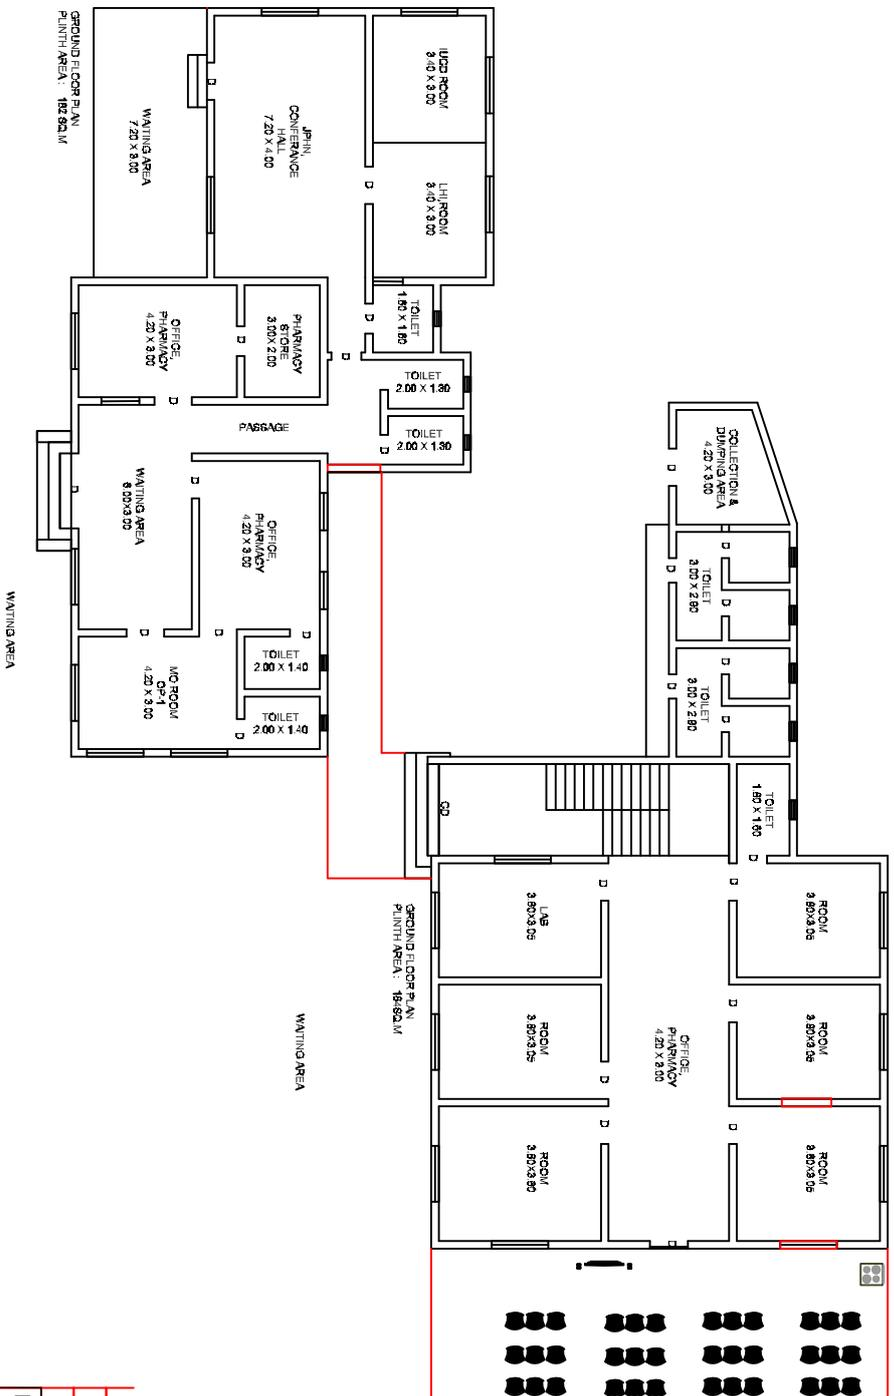 GROUND FLOOR PLAN
PLINTH AREA : 182 SQ.M
WAITING AREA
7.20 X 3.00
JPHN,
CONFERANCE
HALL
7.20 X 4.00
IUCD ROOM
3.40 X 3.00
LHI,ROOM
3.40 X 3.00
TOILET
1.80 X 1.80
OFFICE,
PHARMACY
4.20 X 3.00
PHARMACY
STORE
3.00X 2.00
TOILET
2.00 X 1.30
TOILET
2.00 X 1.30
PASSAGE
WAITING AREA
6.00X3.00
OFFICE,
PHARMACY
4.20 X 3.00
MO ROOM
OP-1
4.20 X 3.00
TOILET
2.00 X 1.40
TOILET
2.00 X 1.40
WAITING AREA
COLLECTION &
DUMPING AREA
4.20 X 3.00
TOILET
3.00 X 2.90
TOILET
3.00 X 2.90
TOILET
1.80 X 1.60
GD
GROUND FLOOR PLAN
PLINTH AREA : 184SQ.M
LAB
3.80X3.05
ROOM
3.80X3.05
ROOM
3.80X3.05
OFFICE,
PHARMACY
4.20 X 3.00
ROOM
3.80X3.05
ROOM
3.80X3.80
ROOM
3.80X3.05
WAITING AREA